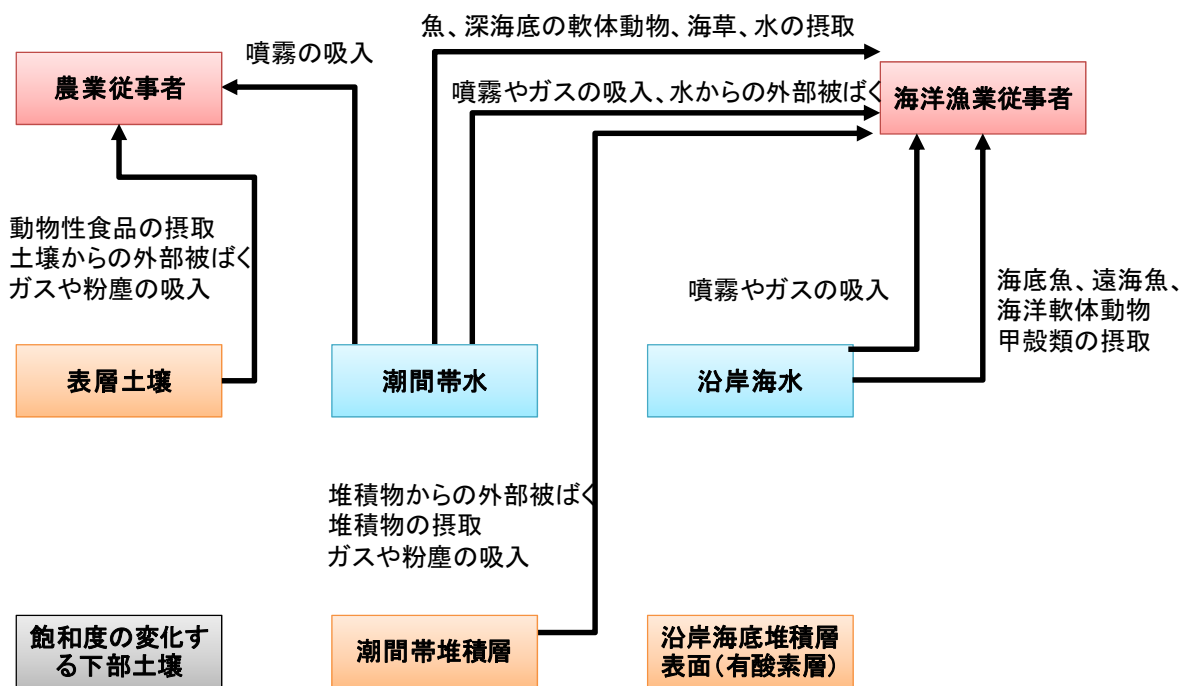 魚、深海底の軟体動物、海草、水の摂取
噴霧の吸入
農業従事者
噴霧やガスの吸入、水からの外部被ばく
海洋漁業従事者
動物性食品の摂取
土壌からの外部被ばく
ガスや粉塵の吸入
噴霧やガスの吸入
海底魚、遠海魚、
海洋軟体動物
甲殻類の摂取
表層土壌
潮間帯水
沿岸海水
堆積物からの外部被ばく
堆積物の摂取
ガスや粉塵の吸入
飽和度の変化す
る下部土壌
潮間帯堆積層
沿岸海底堆積層
表面(有酸素層)